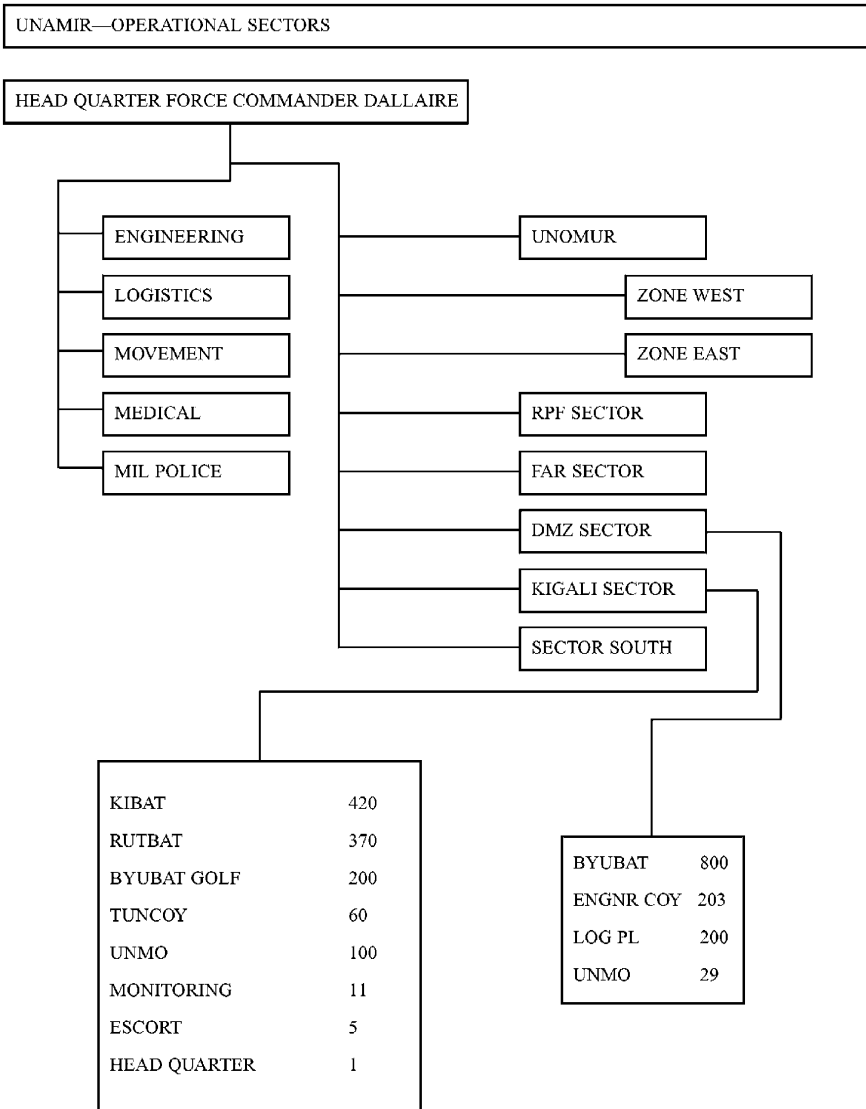 UNAMIR—OPERATIONAL SECTORS
HEAD QUARTER FORCE COMMANDER DALLAIRE
ENGINEERING
LOGISTICS
MOVEMENT
MEDICAL
MIL POLICE
UNOMUR
ZONE WEST
ZONE EAST
RPF SECTOR
FAR SECTOR
DMZ SECTOR
KIGALI SECTOR
SECTOR SOUTH
KIBAT 420
RUTBAT 370
BYUBAT GOLF 200
TUNCOY 60
UNMO 100
MONITORING 11
ESCORT 5
HEAD QUARTER 1
BYUBAT 800
ENGNR COY 203
LOG PL 200
UNMO 29